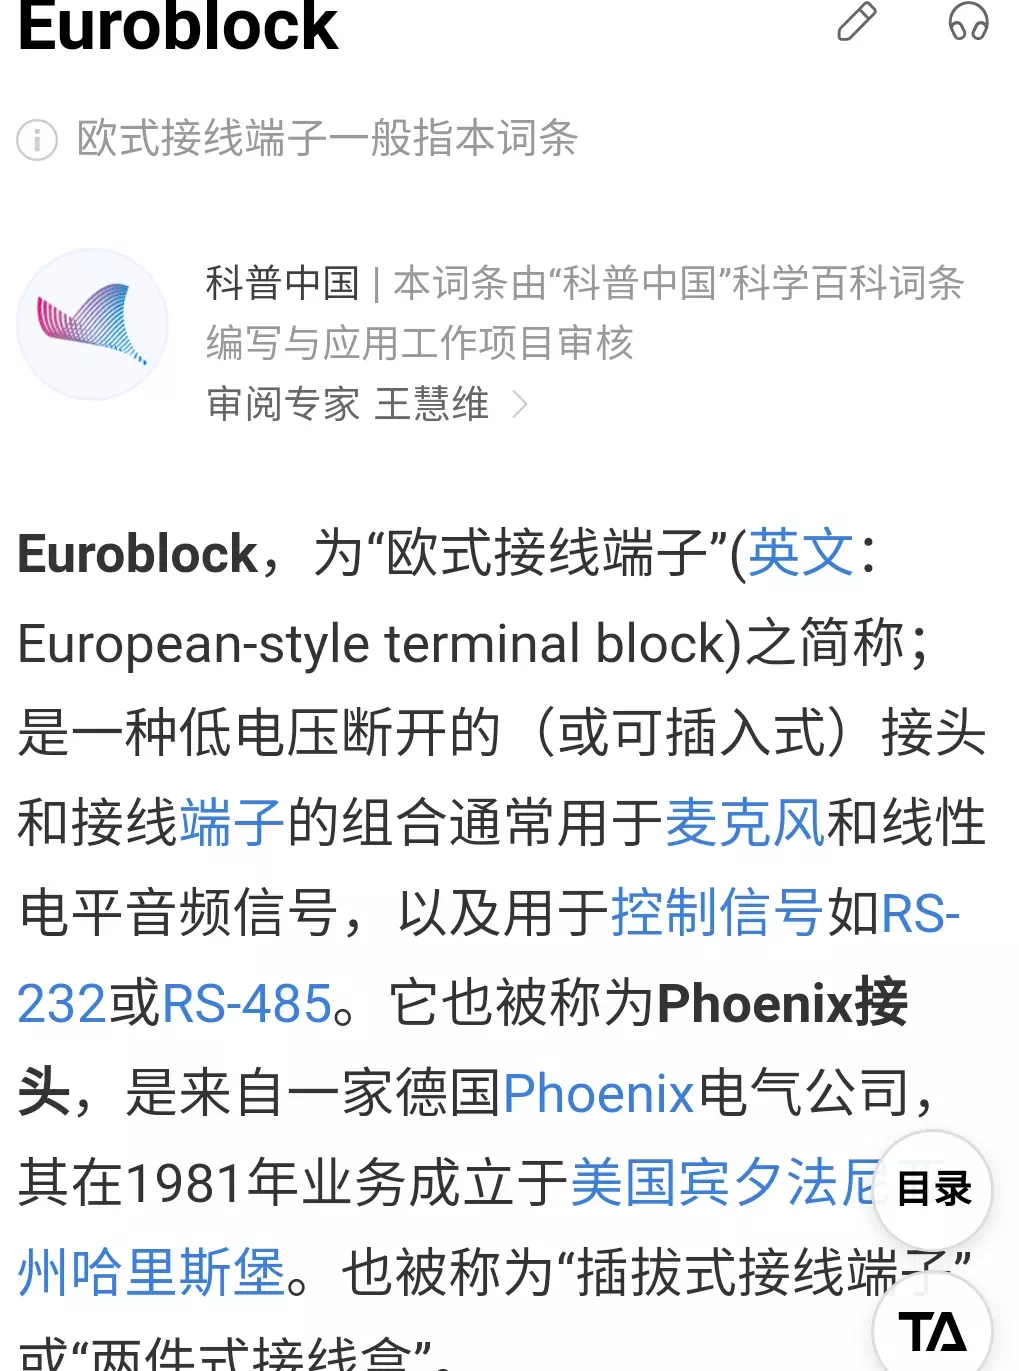 Euroblock
欧式接线端子一般指本词条
科普中国 | 本词条由“科普中国”科学百科词条
编写与应用工作项目审核
审阅专家 王慧维
Euroblock，为“欧式接线端子”(英文：
European-style terminal block)之简称；
是一种低电压断开的（或可插入式）接头
和接线端子的组合通常用于麦克风和线性
电平音频信号，以及用于控制信号如RS-
232或RS-485。它也被称为Phoenix接
头，是来自一家德国Phoenix电气公司，
其在1981年业务成立于美国宾夕法尼
目录
州哈里斯堡。也被称为“插拔式接线端子”
TA
或“两件式接线盒”。